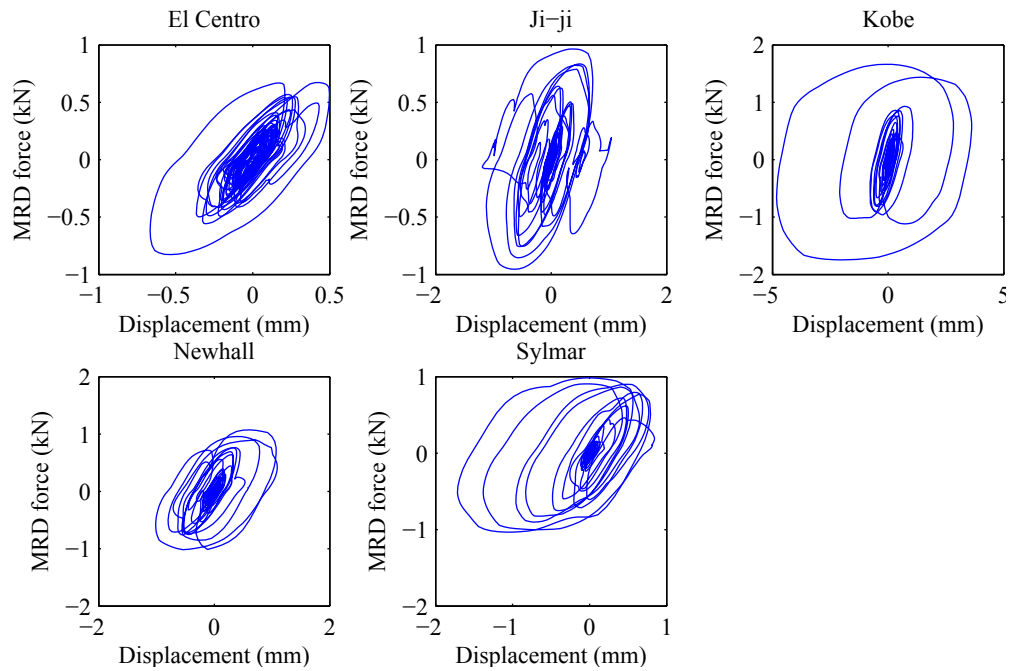 El Centro
MRD force (kN)
1
0.5
0
−0.5
−1
−1
−0.5
0
0.5
Displacement (mm)
Ji−ji
MRD force (kN)
1
0.5
0
−0.5
−1
−2
0
2
Displacement (mm)
Kobe
MRD force (kN)
2
1
0
−1
−2
−5
0
5
Displacement (mm)
Newhall
MRD force (kN)
2
1
0
−1
−2
−2
0
2
Displacement (mm)
Sylmar
MRD force (kN)
1
0
−1
−2
−2
−1
0
1
Displacement (mm)